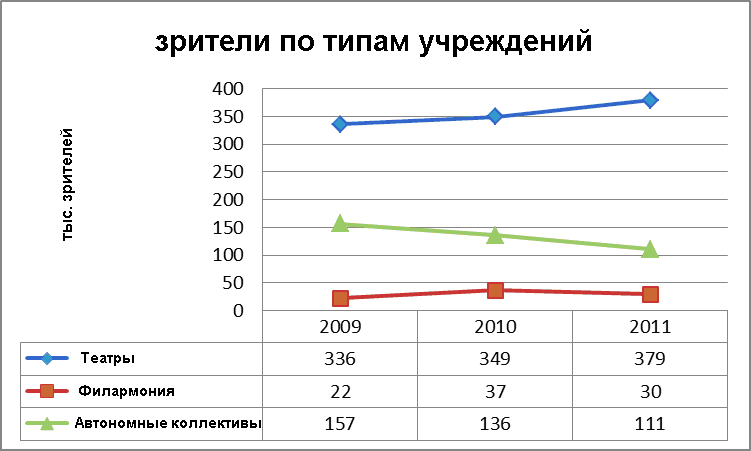 зрители по типам учреждений
тыс. зрителей
400
350
300
250
200
150
100
50
0
2009 2010 2011
Театры 336 349 379
Филармония 22 37 30
Автономные коллективы 157 136 111